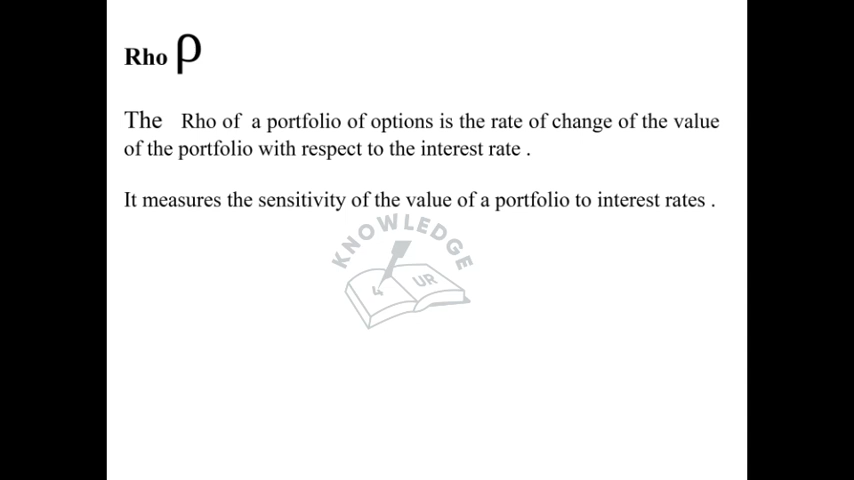 Rho ρ
The Rho of a portfolio of options is the rate of change of the value
of the portfolio with respect to the interest rate .
It measures the sensitivity of the value of a portfolio to interest rates .
KNOWLEDGE
4 UR